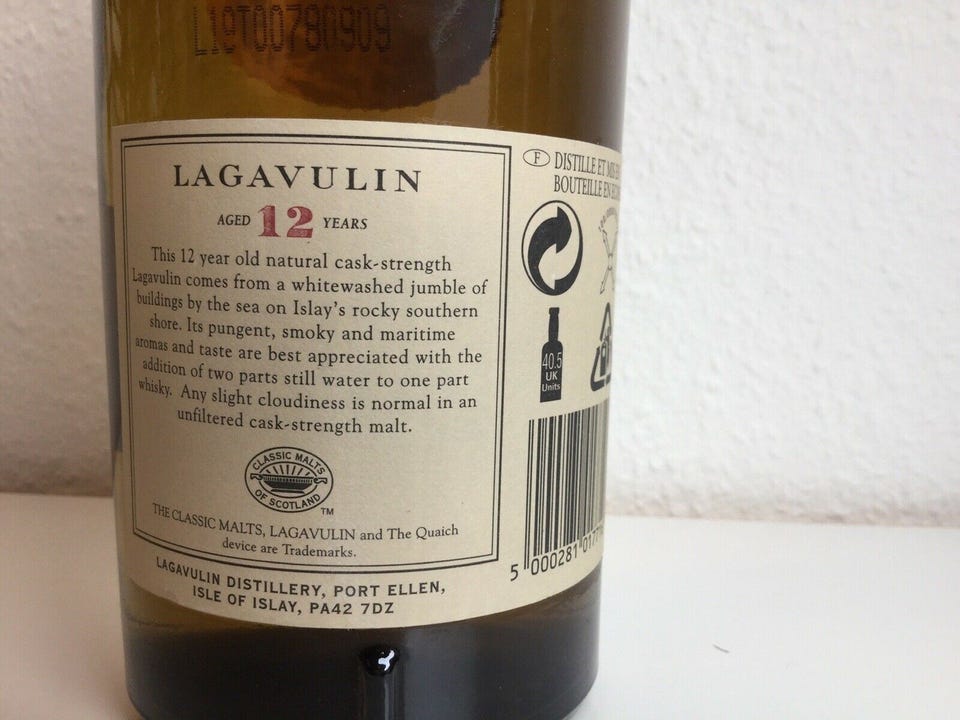 LAGAVULIN
AGED 12 YEARS
This 12 year old natural cask-strength
Lagavulin comes from a whitewashed jumble of
buildings by the sea on Islay's rocky southern
shore. Its pungent, smoky and maritime
aromas and taste are best appreciated with the
addition of two parts still water to one part
whisky. Any slight cloudiness is normal in an
unfiltered cask-strength malt.
CLASSIC MALTS
OF SCOTLAND
TM
THE CLASSIC MALTS, LAGAVULIN and The Quaich
device are Trademarks.
LAGAVULIN DISTILLERY, PORT ELLEN,
ISLE OF ISLAY, PA42 7DZ
F DISTILLE ET MIS EN
BOUTEILLE EN
40.5
UK
Units
5 000281 0177